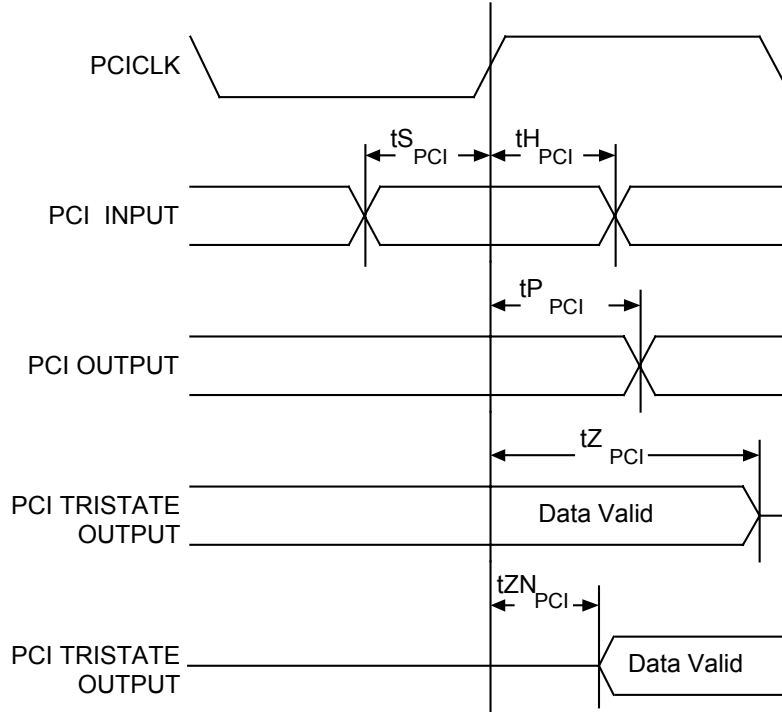 PCICLK
tS PCI
tH PCI
PCI INPUT
tP PCI
PCI OUTPUT
tZ PCI
PCI TRISTATE
OUTPUT
Data Valid
tZN PCI
PCI TRISTATE
OUTPUT
Data Valid